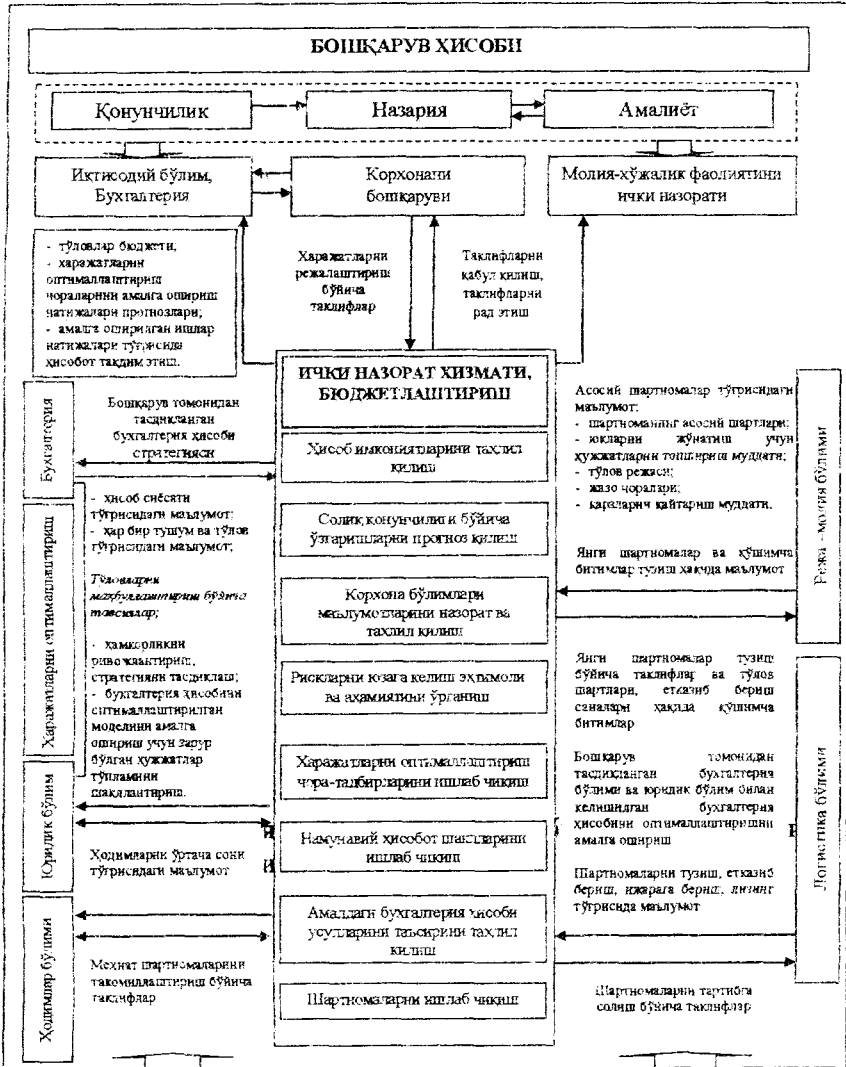 БОШҚАРУВ ҲИСОБИ
Қонунчилик
Назария
Амалиёт
Иқтисодий бўлим,
Бухгалтерия
Корхонани
бошқаруви
Молия-хўжалик фаолиятини
ички назорати
- тўловлар бюджети;
- харажатларни
оптималлаштириш
чораларини амалга ошириш
натижалари прогнозлари;
- амалга оширилган ишлар
натижалари тўғрисида
ҳисобот тақдим этиш.
Харажатларни
режалаштириш
бўйича
таклифлар
Таклифларни
қабул қилиш,
таклифларни
рад этиш
ИЧКИ НАЗОРАТ ХИЗМАТИ,
БЮДЖЕТЛАШТИРИШ
Ҳисоб имкониятларини таҳлил
қилиш
Солиқ қонунчилиги бўйича
ўзгаришларни прогноз қилиш
Корхона бўлимлари
маълумотларини назорат ва
таҳлил қилиш
Рискларни юзага келиш эҳтимоли
ва аҳамиятини ўрганиш
Харажатларни оптималлаштириш
чора-тадбирларини ишлаб чиқиш
Намунавий ҳисобот шаклларини
ишлаб чиқиш
Амалдаги бухгалтерия ҳисоби
усулларини таъсирини таҳлил
қилиш
Шартномаларни ишлаб чиқиш
Бухгалтерия
Харажатларни оптималлаштириш
Юридик бўлим
Ҳодимлар бўлими
Бошқарув томонидан
тасдиқланган
бухгалтерия ҳисоби
стратегияси
- ҳисоб сиёсати
тўғрисидаги маълумот;
- ҳар бир тушум ва тўлов
тўғрисидаги маълумот;
Тўловларни
мақбуллаштириш бўйича
тавсиялар;
- ҳамкорликни
ривожлантириш,
стратегияни тасдиқлаш;
- бухгалтерия ҳисобини
оптималлаштирилган
моделини амалга
ошириш учун зарур
бўлган ҳужжатлар
тўпламини
шакллантириш.
Ҳодимларни ўртача сони
тўғрисидаги маълумот
Меҳнат шартномаларини
такомиллаштириш бўйича
таклифлар
Асосий шартномалар тўғрисидаги
маълумот:
- шартноманинг асосий шартлари;
- юкларни жўнатиш учун
ҳужжатларни топшириш муддати;
- тўлов режаси;
- жазо чоралари;
- қарзларни қайтариш муддати.
Янги шартномалар ва қўшимча
битимлар тузиш ҳақида маълумот
Янги шартномалар тузиш
бўйича таклифлар ва тўлов
шартлари, етказиб бериш
саналари ҳақида қўшимча
битимлар
Бошқарув томонидан
тасдиқланган бухгалтерия
бўлими ва юридик бўлим билан
келишилган бухгалтерия
ҳисобини оптималлаштиришни
амалга ошириш
Шартномаларни тузиш, етказиб
бериш, ижарага бериш, лизинг
тўғрисида маълумот
Шартномаларни тартибга
солиш бўйича таклифлар
Режа - молия бўлими
Логистика бўлими